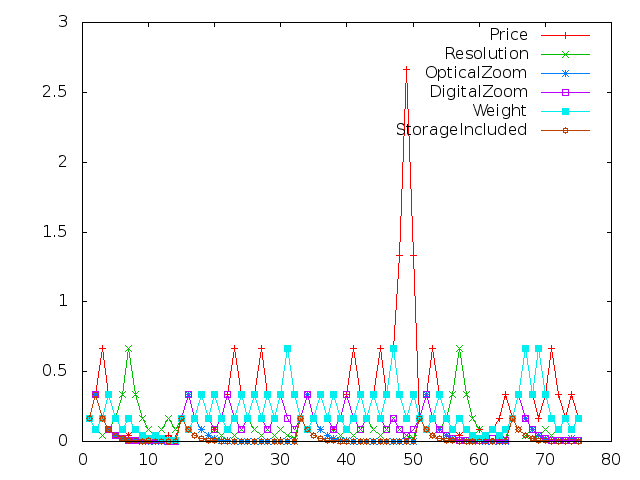 3
Price
Resolution
OpticalZoom
2.5
DigitalZoom
Weight
StorageIncluded
2
1.5
1
0.5
0
0 10 20 30 40 50 60 70 80